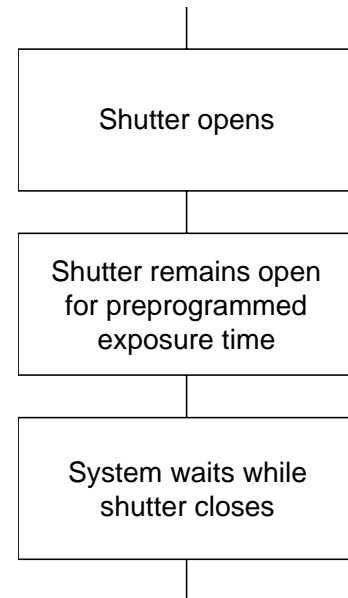 Shutter opens
Shutter remains open
for preprogrammed
exposure time
System waits while
shutter closes